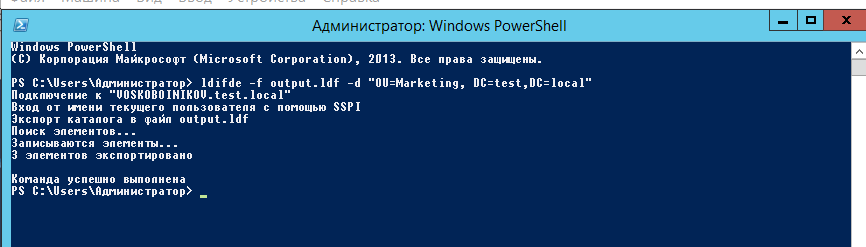 Файл Машина Вид Ввод Устройства Справка
Администратор: Windows PowerShell
Windows PowerShell
(C) Корпорация Майкрософт (Microsoft Corporation), 2013. Все права защищены.
PS C:\Users\Администратор> ldifde -f output.ldf -d "OU=Marketing, DC=test,DC=local"
Подключение к "VOSKOBOINIKOV.test.local"
Вход от имени текущего пользователя с помощью SSPI
Экспорт каталога в файл output.ldf
Поиск элементов...
Записываются элементы...
3 элементов экспортировано
Команда успешно выполнена
PS C:\Users\Администратор>